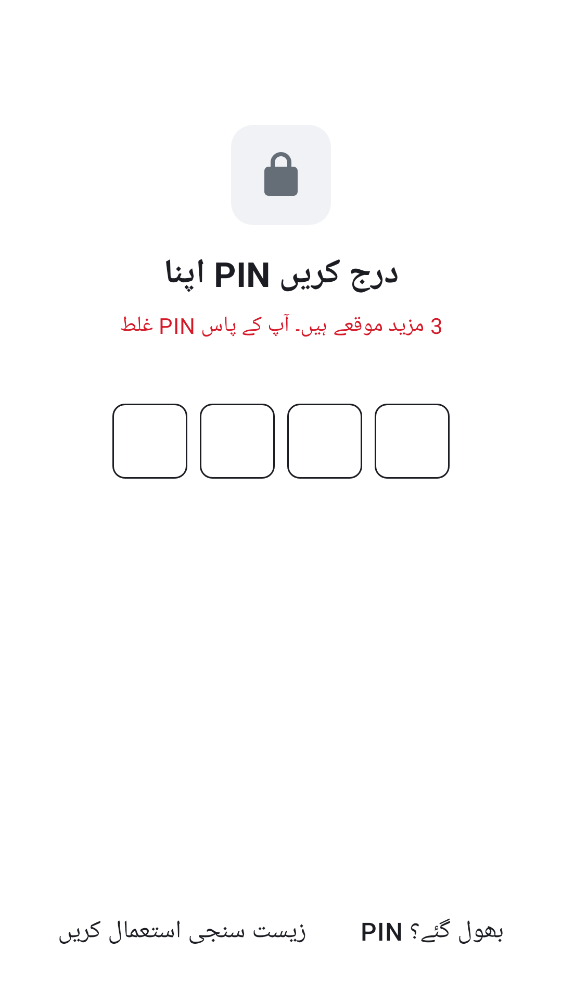 درج کریں PIN اپنا
3 مزید موقعے ہیں۔ آپ کے پاس PIN غلط
بھول گئے؟ PIN
زیست سنجی استعمال کریں